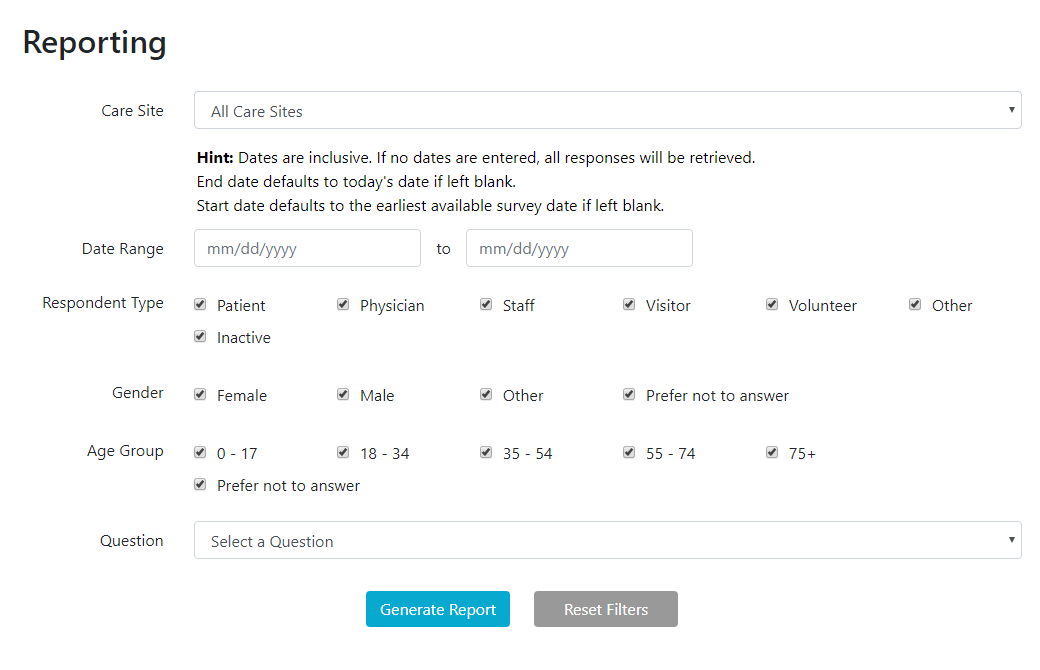 Reporting
Care Site All Care Sites
Hint: Dates are inclusive. If no dates are entered, all responses will be retrieved.
End date defaults to today's date if left blank.
Start date defaults to the earliest available survey date if left blank.
Date Range mm/dd/yyyy to mm/dd/yyyy
Respondent Type Patient Physician Staff Visitor Volunteer Other
Inactive
Gender Female Male Other Prefer not to answer
Age Group 0 - 17 18 - 34 35 - 54 55 - 74 75+
Prefer not to answer
Question Select a Question
Generate Report Reset Filters